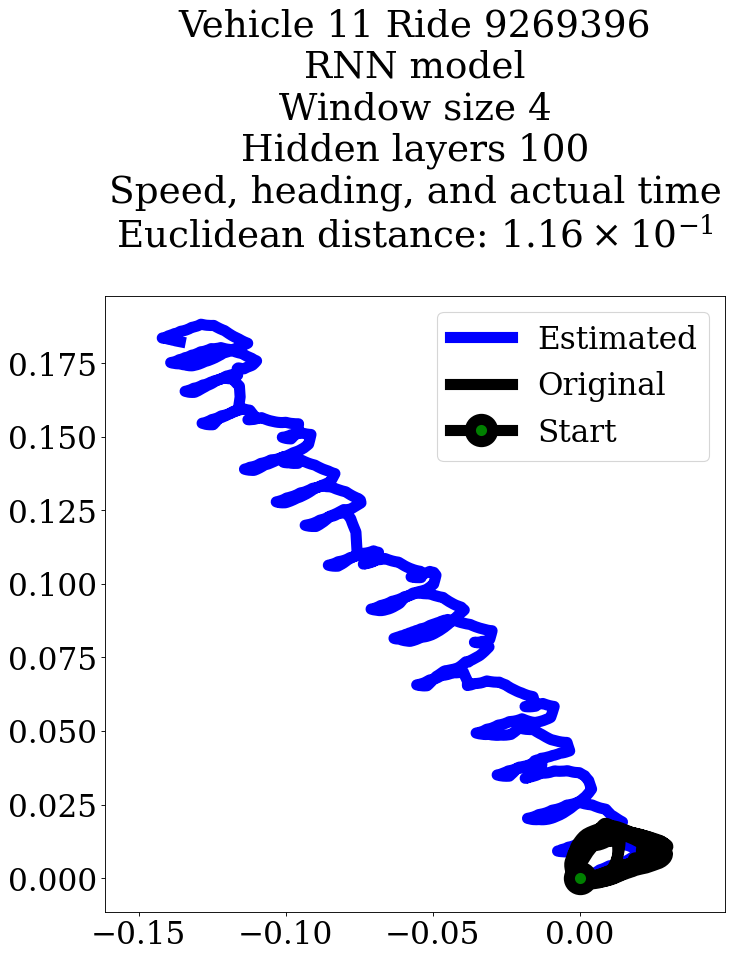 Vehicle 11 Ride 9269396
RNN model
Window size 4
Hidden layers 100
Speed, heading, and actual time
Euclidean distance: 1.16 × 10⁻¹
Estimated
Original
Start
0.175
0.150
0.125
0.100
0.075
0.050
0.025
0.000
−0.15 −0.10 −0.05 0.00